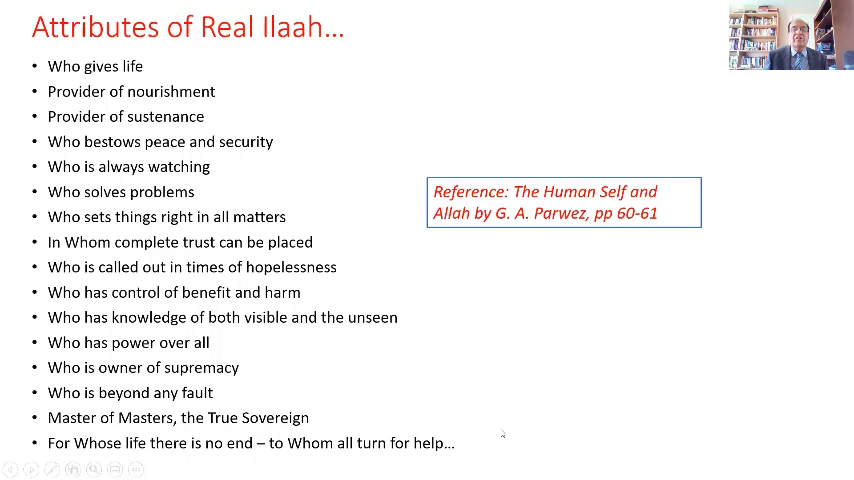 Attributes of Real Ilaah…
• Who gives life
• Provider of nourishment
• Provider of sustenance
• Who bestows peace and security
• Who is always watching
• Who solves problems
• Who sets things right in all matters
• In Whom complete trust can be placed
• Who is called out in times of hopelessness
• Who has control of benefit and harm
• Who has knowledge of both visible and the unseen
• Who has power over all
• Who is owner of supremacy
• Who is beyond any fault
• Master of Masters, the True Sovereign
• For Whose life there is no end – to Whom all turn for help…
Reference: The Human Self and
Allah by G. A. Parwez, pp 60-61